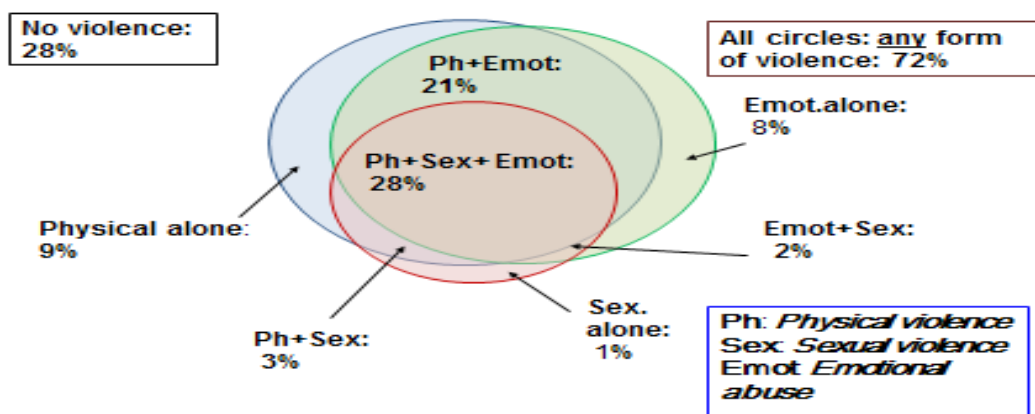 No violence:
28%
All circles: any form
of violence: 72%
Ph+Emot:
21%
Emot.alone:
8%
Ph+Sex+Emot:
28%
Physical alone:
9%
Emot+Sex:
2%
Ph+Sex:
3%
Sex.
alone:
1%
Ph: Physical violence
Sex: Sexual violence
Emot Emotional
abuse